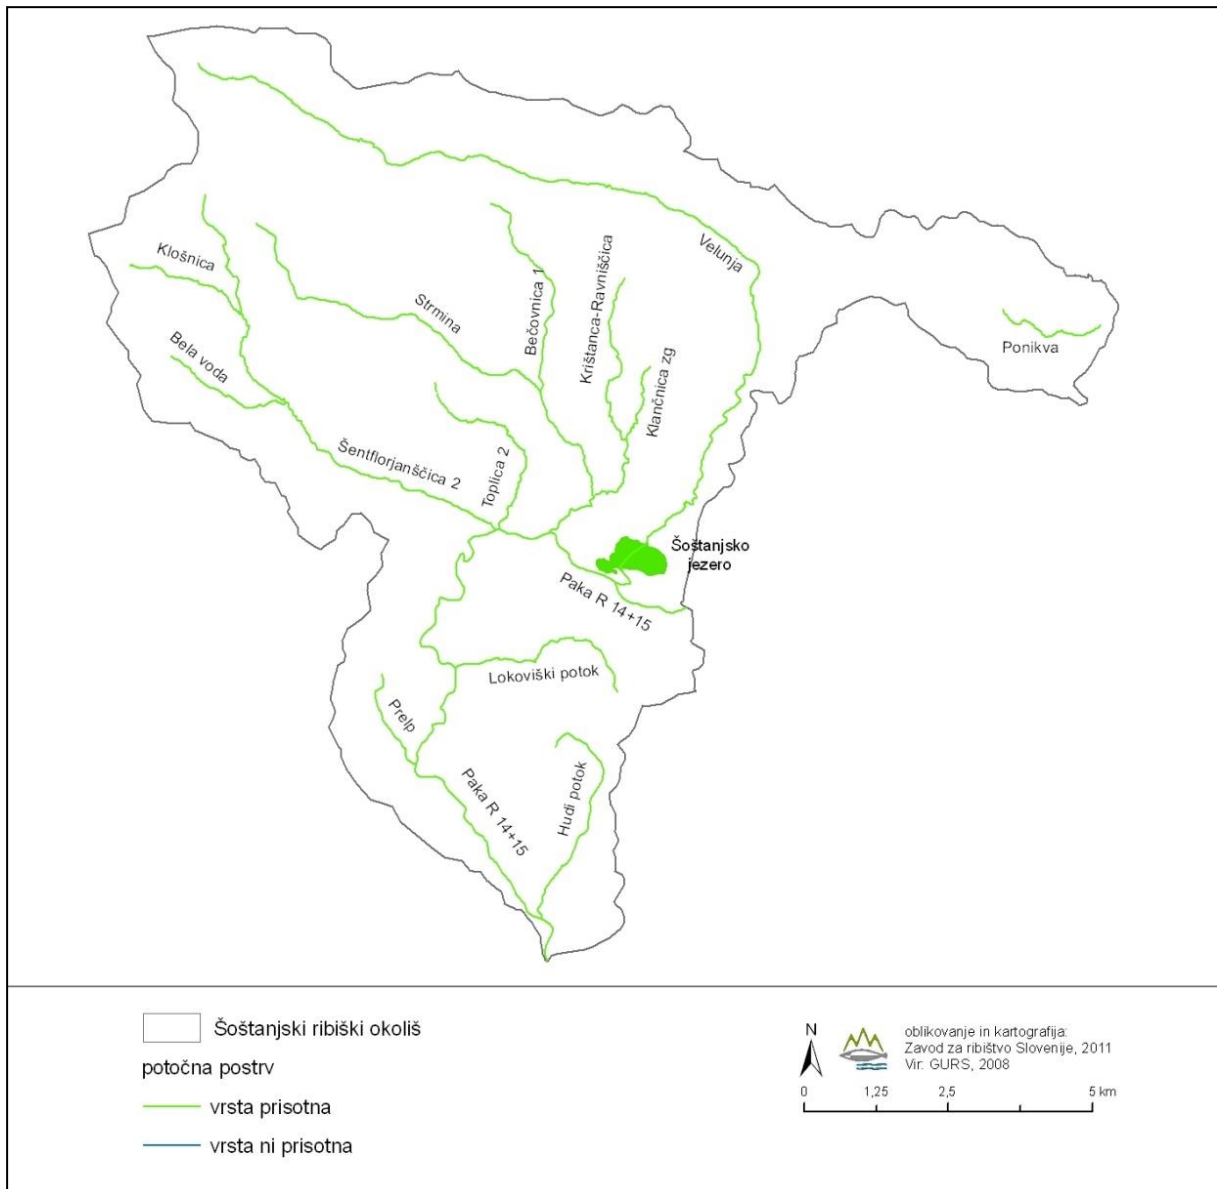 Velunja
Klošnica
Strmina
Bečovnica 1
Krištanca-Ravniščica
Bela voda
Ponikva
Klančnica zg
Šentflorjanščica 2
Toplica 2
Šoštanjsko
jezero
Paka R 14+15
Lokoviški potok
Prelp
Paka R 14+15
Hudi potok
Šoštanjski ribiški okoliš
potočna postrv
vrsta prisotna
vrsta ni prisotna
N
oblikovanje in kartografija:
Zavod za ribištvo Slovenije, 2011
Vir: GURS, 2008
0 1,25 2,5 5 km